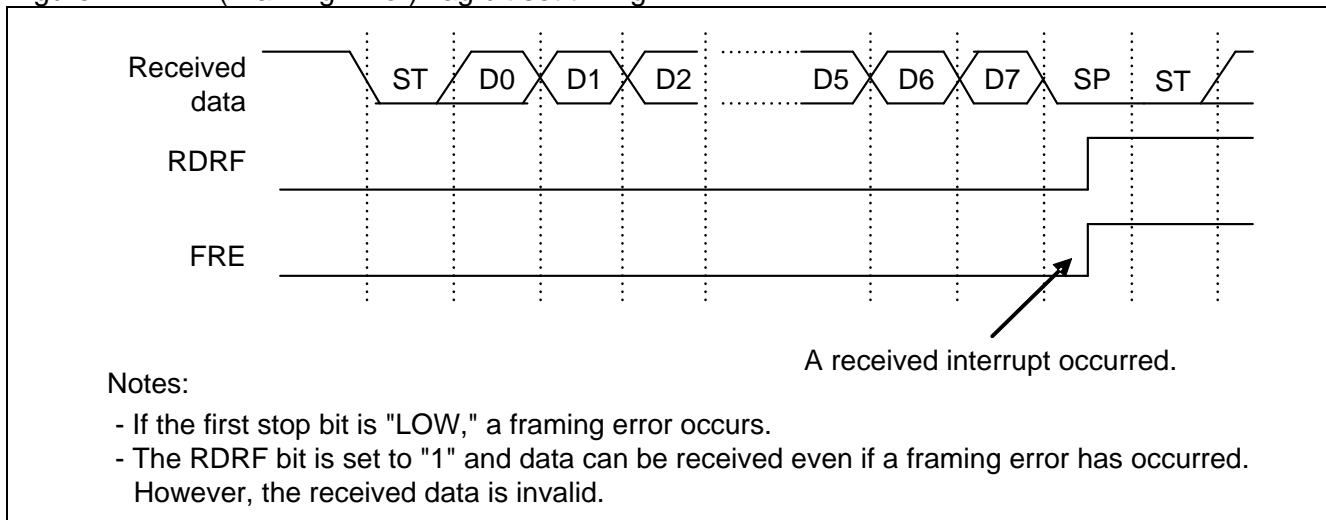 Received data
ST D0 D1 D2 D5 D6 D7 SP ST
RDRF
FRE
A received interrupt occurred.
Notes:
- If the first stop bit is "LOW," a framing error occurs.
- The RDRF bit is set to "1" and data can be received even if a framing error has occurred.
However, the received data is invalid.